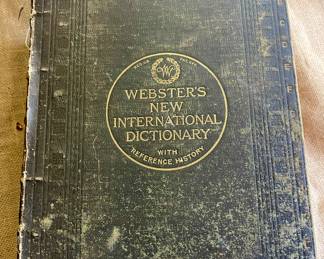 W
WEBSTER'S
NEW
INTERNATIONAL
DICTIONARY
WITH
REFERENCE HISTORY